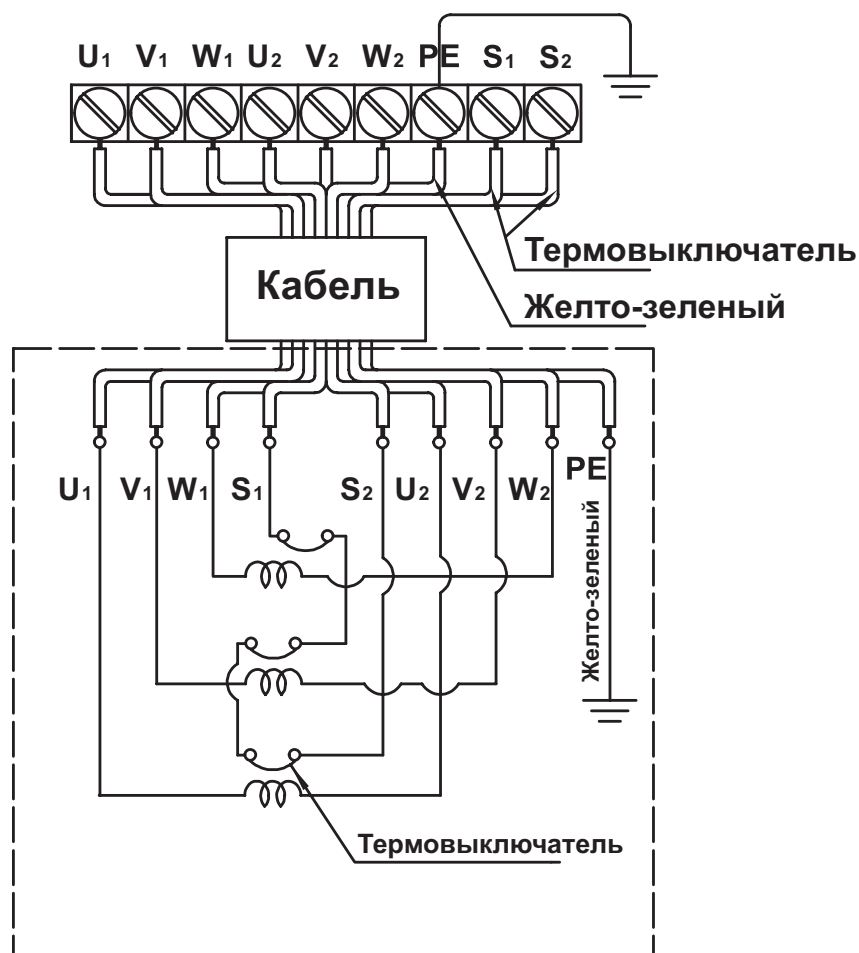 U1 V1 W1 U2 V2 W2 PE S1 S2
Термовыключатель
Кабель
Желто-зеленый
U1 V1 W1 S1 S2 U2 V2 W2 PE
Желто-зеленый
Термовыключатель